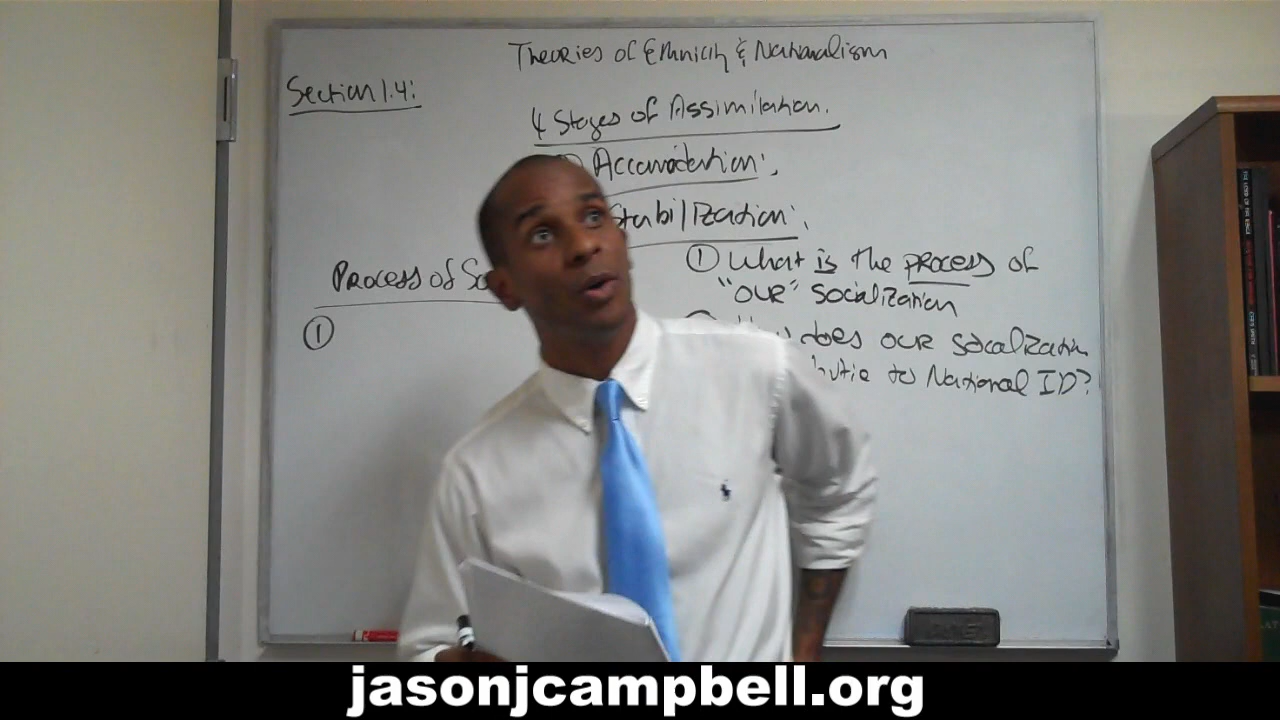 Theories of Ethnicity & Nationalism
Section 1.4:
4 Stages of Assimilation.
Accomodation:
Stabilization:
① What is the process of
"our" socialization
Process of So
①
does our socialization
to National ID?
jasonjcampbell.org